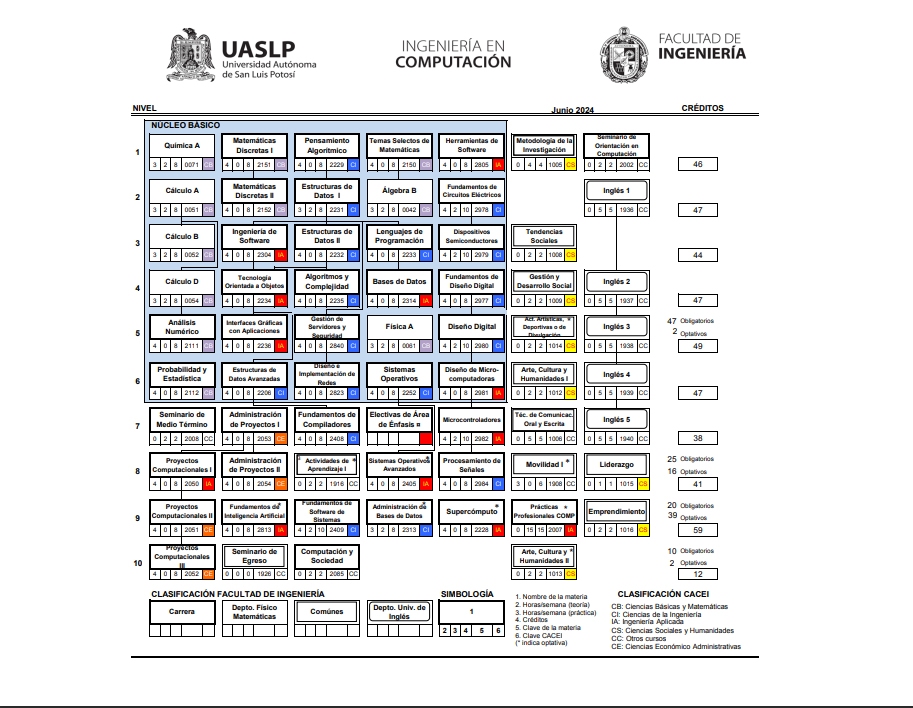 UASLP
Universidad Autónoma
de San Luis Potosí
INGENIERÍA EN
COMPUTACIÓN
FACULTAD DE
INGENIERÍA
NIVEL
Junio 2024
CRÉDITOS
NÚCLEO BÁSICO
1
Química A
3 2 8 0071 CB
Matemáticas
Discretas I
4 0 8 2151 CB
Pensamiento
Algorítmico
4 0 8 2229 CI
Temas Selectos de
Matemáticas
4 0 8 2150 CB
Herramientas de
Software
4 0 8 2805 IA
Metodología de la
Investigación
0 4 4 1005 CS
Seminario de
Orientación en
Computación
0 2 2 2002 CC
46
2
Cálculo A
3 2 8 0051 CB
Matemáticas
Discretas II
4 0 8 2152 CB
Estructuras de
Datos I
3 2 8 2231 CI
Álgebra B
3 2 8 0042 CB
Fundamentos de
Circuitos Eléctricos
4 2 10 2978 CI
Inglés 1
0 5 5 1936 CC
47
3
Cálculo B
3 2 8 0052 CB
Ingeniería de
Software
4 0 8 2304 IA
Estructuras de
Datos II
4 0 8 2232 CI
Lenguajes de
Programación
4 0 8 2233 CI
Dispositivos
Semiconductores
4 2 10 2979 CI
Tendencias
Sociales
0 2 2 1008 CS
44
4
Cálculo D
3 2 8 0054 CB
Tecnología
Orientada a Objetos
4 0 8 2234 IA
Algoritmos y
Complejidad
4 0 8 2235 CI
Bases de Datos
4 0 8 2314 IA
Fundamentos de
Diseño Digital
4 0 8 2977 CI
Gestión y
Desarrollo Social
0 2 2 1009 CS
Inglés 2
0 5 5 1937 CC
47
5
Análisis
Numérico
4 0 8 2111 CB
Interfaces Gráficas
con Aplicaciones
4 0 8 2236 IA
Gestión de
Servidores y
Seguridad
4 0 8 2840 CI
Física A
3 2 8 0061 CB
Diseño Digital
4 2 10 2980 CI
Act. Artísticas, *
Deportivas o de
Divulgación
0 2 2 1014 CS
Inglés 3
0 5 5 1938 CC
47 Obligatorios
2 Optativos
49
6
Probabilidad y
Estadística
4 0 8 2112 CB
Estructuras de
Datos Avanzadas
4 0 8 2206 CI
Diseño e
Implementación de
Redes
4 0 8 2823 CI
Sistemas
Operativos
4 0 8 2252 CI
Diseño de Micro-
computadoras
4 0 8 2981 IA
Arte, Cultura y
Humanidades I
0 2 2 1012 CS
Inglés 4
0 5 5 1939 CC
47
7
Seminario de
Medio Término
0 2 2 2008 CC
Administración
de Proyectos I
4 0 8 2053 CE
Fundamentos de
Compiladores
4 0 8 2408 CI
Electivas de Área
de Énfasis ¤
Microcontroladores
4 2 10 2982 IA
Téc. de Comunicac.
Oral y Escrita
0 5 5 1006 CC
Inglés 5
0 5 5 1940 CC
38
8
Proyectos
Computacionales I
4 0 8 2050 IA
Administración
de Proyectos II
4 0 8 2054 CE
Actividades de *
Aprendizaje I
0 2 2 1916 CC
Sistemas Operativos *
Avanzados
4 0 8 2405 IA
Procesamiento de
Señales
4 0 8 2984 CI
Movilidad I *
3 0 6 1908 CC
Liderazgo
0 1 1 1015 CS
25 Obligatorios
16 Optativos
41
9
Proyectos
Computacionales II
4 0 8 2051 CE
Fundamentos de *
Inteligencia Artificial
4 0 8 2313 IA
Fundamentos de
Software de
Sistemas
4 2 10 2409 CI
Administración de *
Bases de Datos
3 2 8 2313 CI
Supercómputo *
4 0 8 2228 IA
Prácticas *
Profesionales COMP
0 15 15 2007 IA
Emprendimiento
0 2 2 1016 CS
20 Obligatorios
39 Optativos
59
10
Proyectos
Computacionales
III
4 0 8 2052 CE
Seminario de
Egreso
0 0 0 1926 CC
Computación y
Sociedad
0 2 2 2085 CC
Arte, Cultura y *
Humanidades II
0 2 2 1013 CS
10 Obligatorios
2 Optativos
12
CLASIFICACIÓN FACULTAD DE INGENIERÍA
Carrera
Depto. Físico
Matemáticas
Comúnes
Depto. Univ. de
Inglés
SIMBOLOGÍA
1
2 3 4 5 6
1. Nombre de la materia
2. Horas/semana (teoría)
3. Horas/semana (práctica)
4. Créditos
5. Clave de la materia
6. Clave CACEI
(* indica optativa)
CLASIFICACIÓN CACEI
CB: Ciencias Básicas y Matemáticas
CI: Ciencias de la Ingeniería
IA: Ingeniería Aplicada
CS: Ciencias Sociales y Humanidades
CC: Otros cursos
CE: Ciencias Económico Administrativas